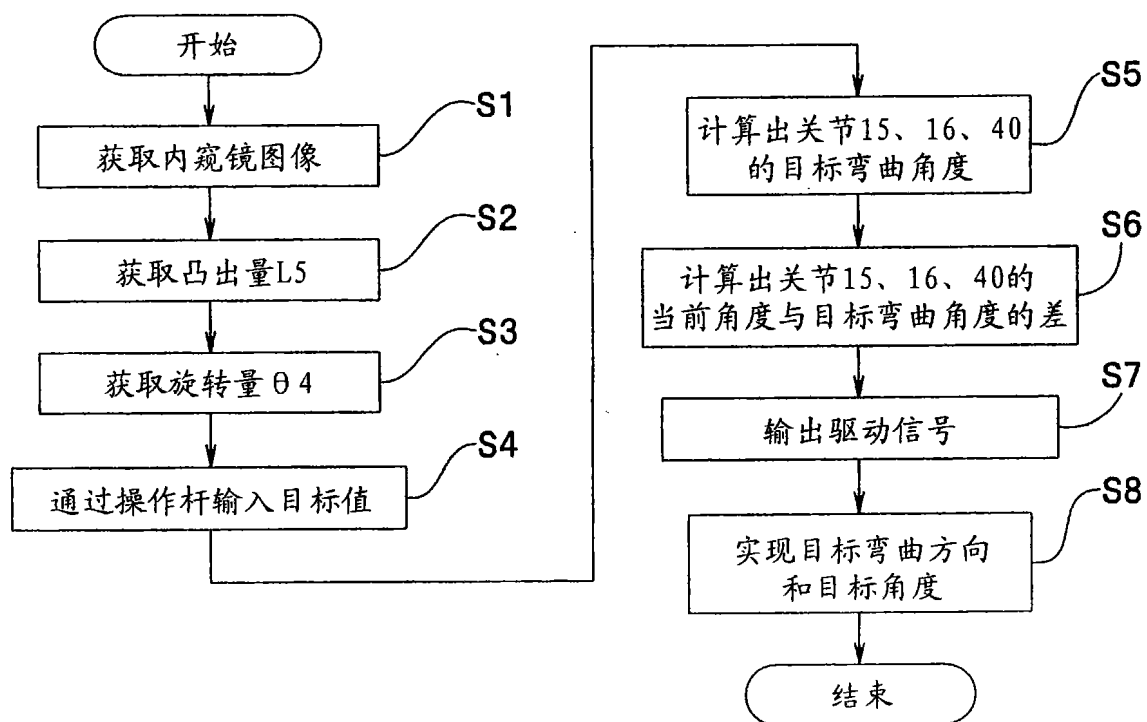 开始
S1
获取内窥镜图像
S2
获取凸出量L5
S3
获取旋转量θ4
S4
通过操作杆输入目标值
S5
计算出关节15、16、40
的目标弯曲角度
S6
计算出关节15、16、40的
当前角度与目标弯曲角度的差
S7
输出驱动信号
S8
实现目标弯曲方向
和目标角度
结束